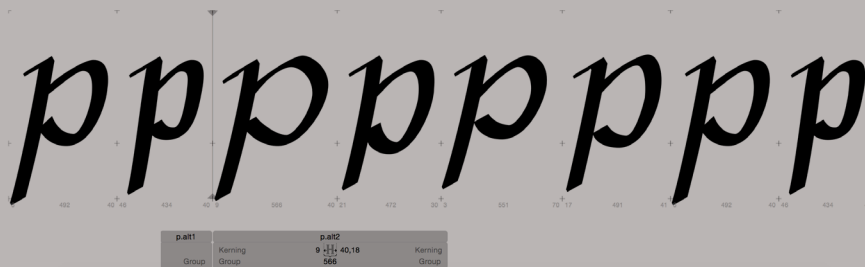 pppppppp
492 40 46 434 40 9 566 40 21 472 30 3 551 70 17 491 41 492 40 46 434
p.alt1 p.alt2
Kerning 9 H 40,18 Kerning
Group Group 566 Group